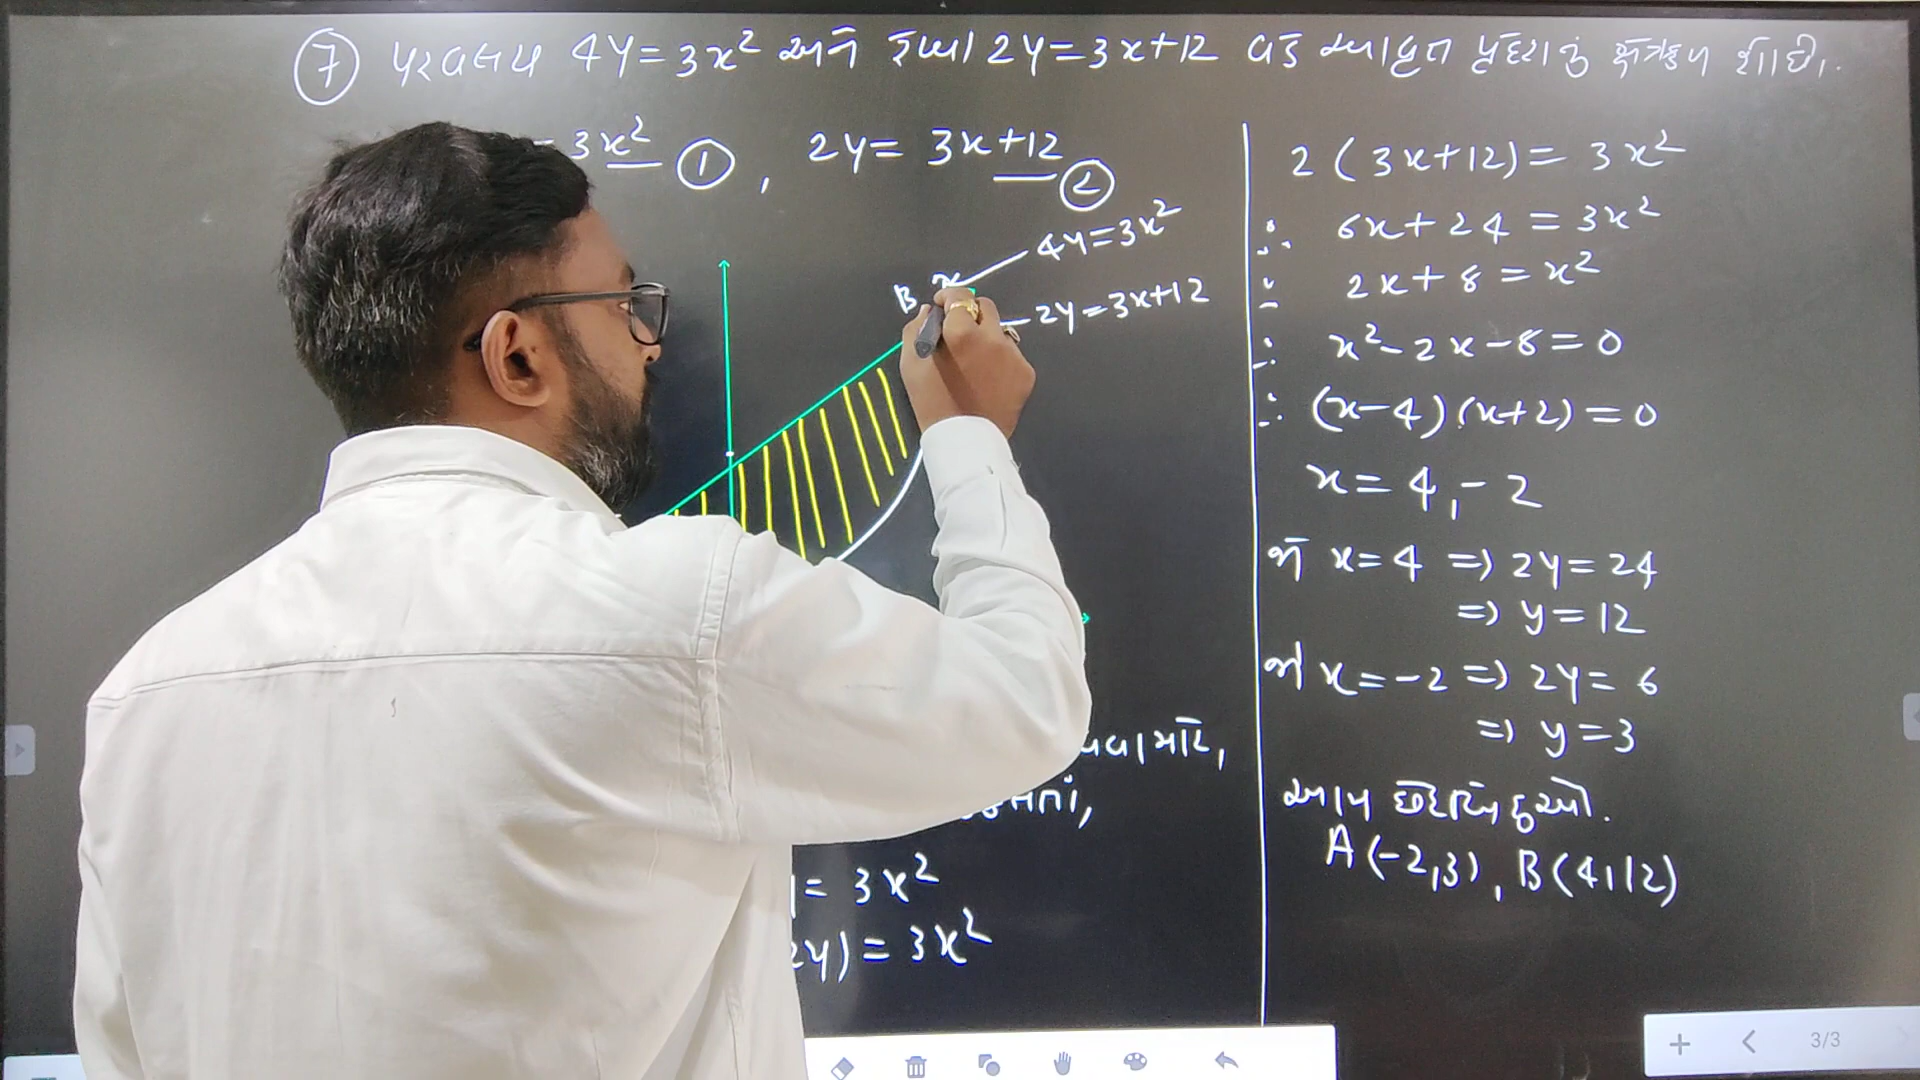 7 પરવલય 4y = 3x² અને રેખા 2y = 3x+12 વડે આવૃત્ત પ્રદેશનું ક્ષેત્રફળ શોધો.
= 3x² — ① , 2y = 3x+12 — ②
4y = 3x²
B
2y = 3x+12
માટે,
= 3x²
2y) = 3x²
2(3x+12) = 3x²
∴ 6x+24 = 3x²
∴ 2x+8 = x²
∴ x²-2x-8=0
∴ (x-4)(x+2) = 0
x = 4, -2
જો x=4 ⇒ 2y=24
⇒ y=12
જો x=-2 ⇒ 2y=6
⇒ y=3
આમ છેદબિંદુઓ.
A(-2,3), B(4,12)
3/3